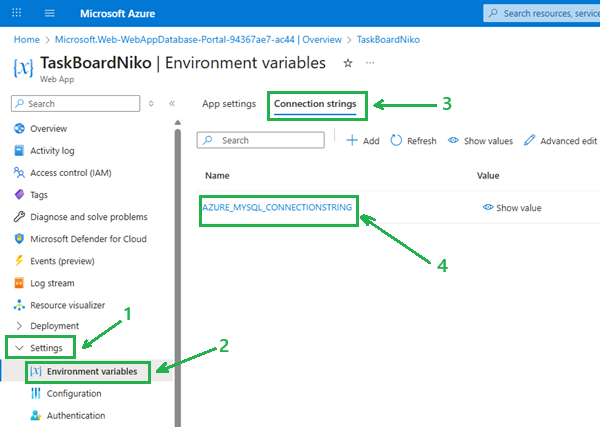 Microsoft Azure
Search resources, service
Home > Microsoft.Web-WebAppDatabase-Portal-94367ae7-ac44 | Overview > TaskBoardNiko
TaskBoardNiko | Environment variables
Web App
Search
App settings
Connection strings
3
Overview
Activity log
Access control (IAM)
Tags
Diagnose and solve problems
Microsoft Defender for Cloud
Events (preview)
Log stream
Resource visualizer
Deployment
Settings
1
Environment variables
2
Configuration
Authentication
Search
Add
Refresh
Show values
Advanced edit
Name
Value
AZURE_MYSQL_CONNECTIONSTRING
Show value
4